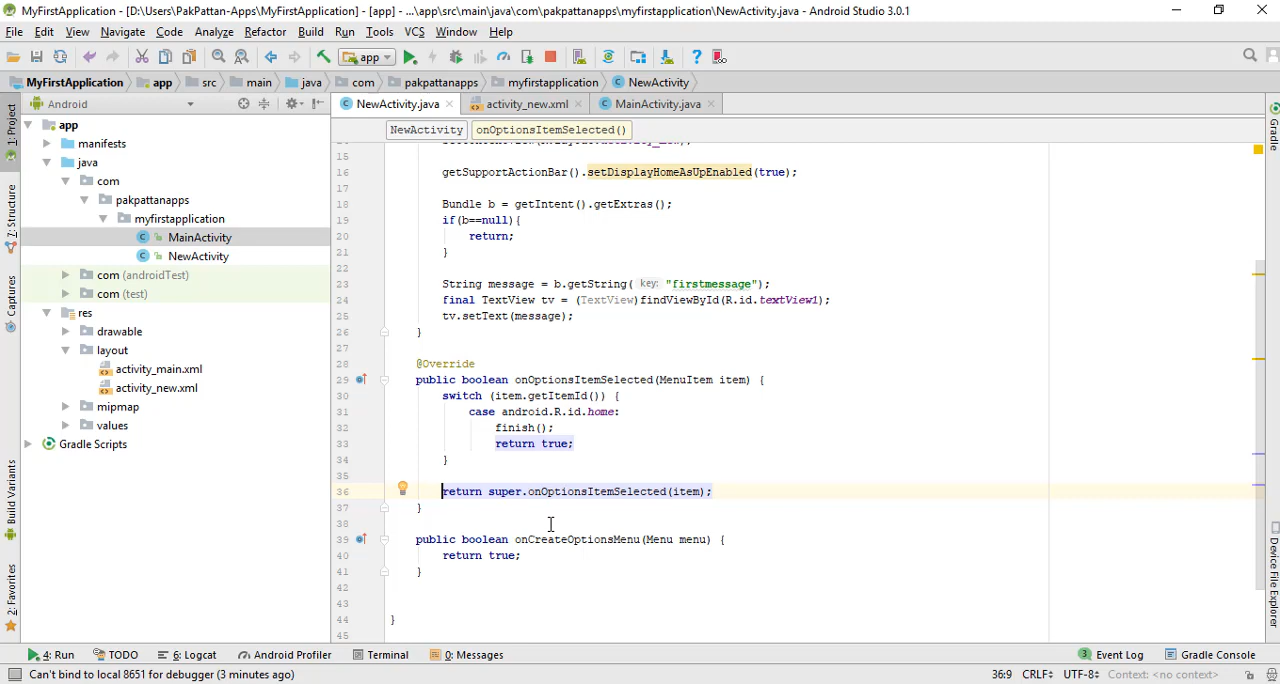 MyFirstApplication - [D:\Users\PakPattan-Apps\MyFirstApplication] - [app] - ...\app\src\main\java\com\pakpattanapps\myfirstapplication\NewActivity.java - Android Studio 3.0.1
File Edit View Navigate Code Analyze Refactor Build Run Tools VCS Window Help
app
MyFirstApplication app src main java com pakpattanapps myfirstapplication NewActivity
Android
NewActivity.java activity_new.xml MainActivity.java
NewActivity onOptionsItemSelected()
1: Project
7: Structure
Captures
Build Variants
2: Favorites
app
manifests
java
com
pakpattanapps
myfirstapplication
MainActivity
NewActivity
com (androidTest)
com (test)
res
drawable
layout
activity_main.xml
activity_new.xml
mipmap
values
Gradle Scripts
15
16 getSupportActionBar().setDisplayHomeAsUpEnabled(true);
17
18 Bundle b = getIntent().getExtras();
19 if(b==null){
20 return;
21 }
22
23 String message = b.getString( key: "firstmessage");
24 final TextView tv = (TextView)findViewById(R.id.textView1);
25 tv.setText(message);
26 }
27
28 @Override
29 public boolean onOptionsItemSelected(MenuItem item) {
30 switch (item.getItemId()) {
31 case android.R.id.home:
32 finish();
33 return true;
34 }
35
36 return super.onOptionsItemSelected(item);
37 }
38
39 public boolean onCreateOptionsMenu(Menu menu) {
40 return true;
41 }
42
43
44 }
45
Gradle
Device File Explorer
4: Run TODO 6: Logcat Android Profiler Terminal 0: Messages 3 Event Log Gradle Console
Can't bind to local 8651 for debugger (3 minutes ago) 36:9 CRLF UTF-8 Context: <no context>